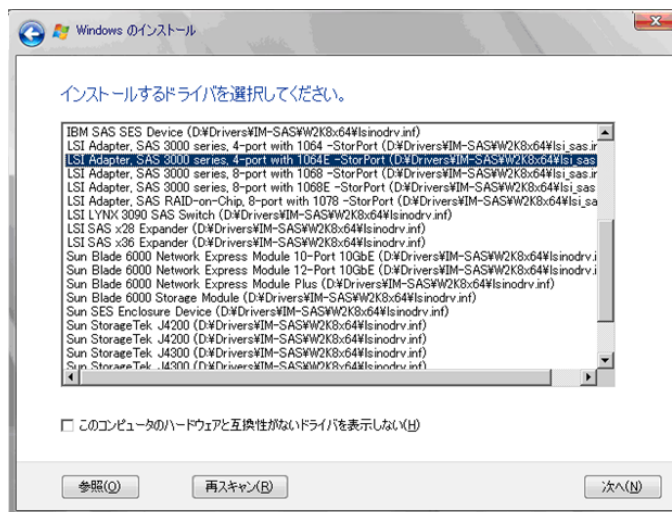 Windows のインストール
インストールするドライバを選択してください。
IBM SAS SES Device (D:¥Drivers¥IM-SAS¥W2K8x64¥lsinodrv.inf)
LSI Adapter, SAS 3000 series, 4-port with 1064 -StorPort (D:¥Drivers¥IM-SAS¥W2K8x64¥lsi_sas.ir
LSI Adapter, SAS 3000 series, 4-port with 1064E -StorPort (D:¥Drivers¥IM-SAS¥W2K8x64¥lsi_sas
LSI Adapter, SAS 3000 series, 8-port with 1068 -StorPort (D:¥Drivers¥IM-SAS¥W2K8x64¥lsi_sas.ir
LSI Adapter, SAS 3000 series, 8-port with 1068E -StorPort (D:¥Drivers¥IM-SAS¥W2K8x64¥lsi_sas
LSI Adapter, SAS RAID-on-Chip, 8-port with 1078 -StorPort (D:¥Drivers¥IM-SAS¥W2K8x64¥lsi_sa
LSI LYNX 3090 SAS Switch (D:¥Drivers¥IM-SAS¥W2K8x64¥lsinodrv.inf)
LSI SAS x28 Expander (D:¥Drivers¥IM-SAS¥W2K8x64¥lsinodrv.inf)
LSI SAS x36 Expander (D:¥Drivers¥IM-SAS¥W2K8x64¥lsinodrv.inf)
Sun Blade 6000 Network Express Module 10-Port 10GbE (D:¥Drivers¥IM-SAS¥W2K8x64¥lsinodrv.i
Sun Blade 6000 Network Express Module 12-Port 10GbE (D:¥Drivers¥IM-SAS¥W2K8x64¥lsinodrv.i
Sun Blade 6000 Network Express Module Plus (D:¥Drivers¥IM-SAS¥W2K8x64¥lsinodrv.inf)
Sun Blade 6000 Storage Module (D:¥Drivers¥IM-SAS¥W2K8x64¥lsinodrv.inf)
Sun SES Enclosure Device (D:¥Drivers¥IM-SAS¥W2K8x64¥lsinodrv.inf)
Sun StorageTek J4200 (D:¥Drivers¥IM-SAS¥W2K8x64¥lsinodrv.inf)
Sun StorageTek J4200 (D:¥Drivers¥IM-SAS¥W2K8x64¥lsinodrv.inf)
Sun StorageTek J4300 (D:¥Drivers¥IM-SAS¥W2K8x64¥lsinodrv.inf)
Sun StorageTek J4300 (D:¥Drivers¥IM-SAS¥W2K8x64¥lsinodrv.inf)
このコンピュータのハードウェアと互換性がないドライバを表示しない(H)
参照(O)
再スキャン(R)
次へ(N)